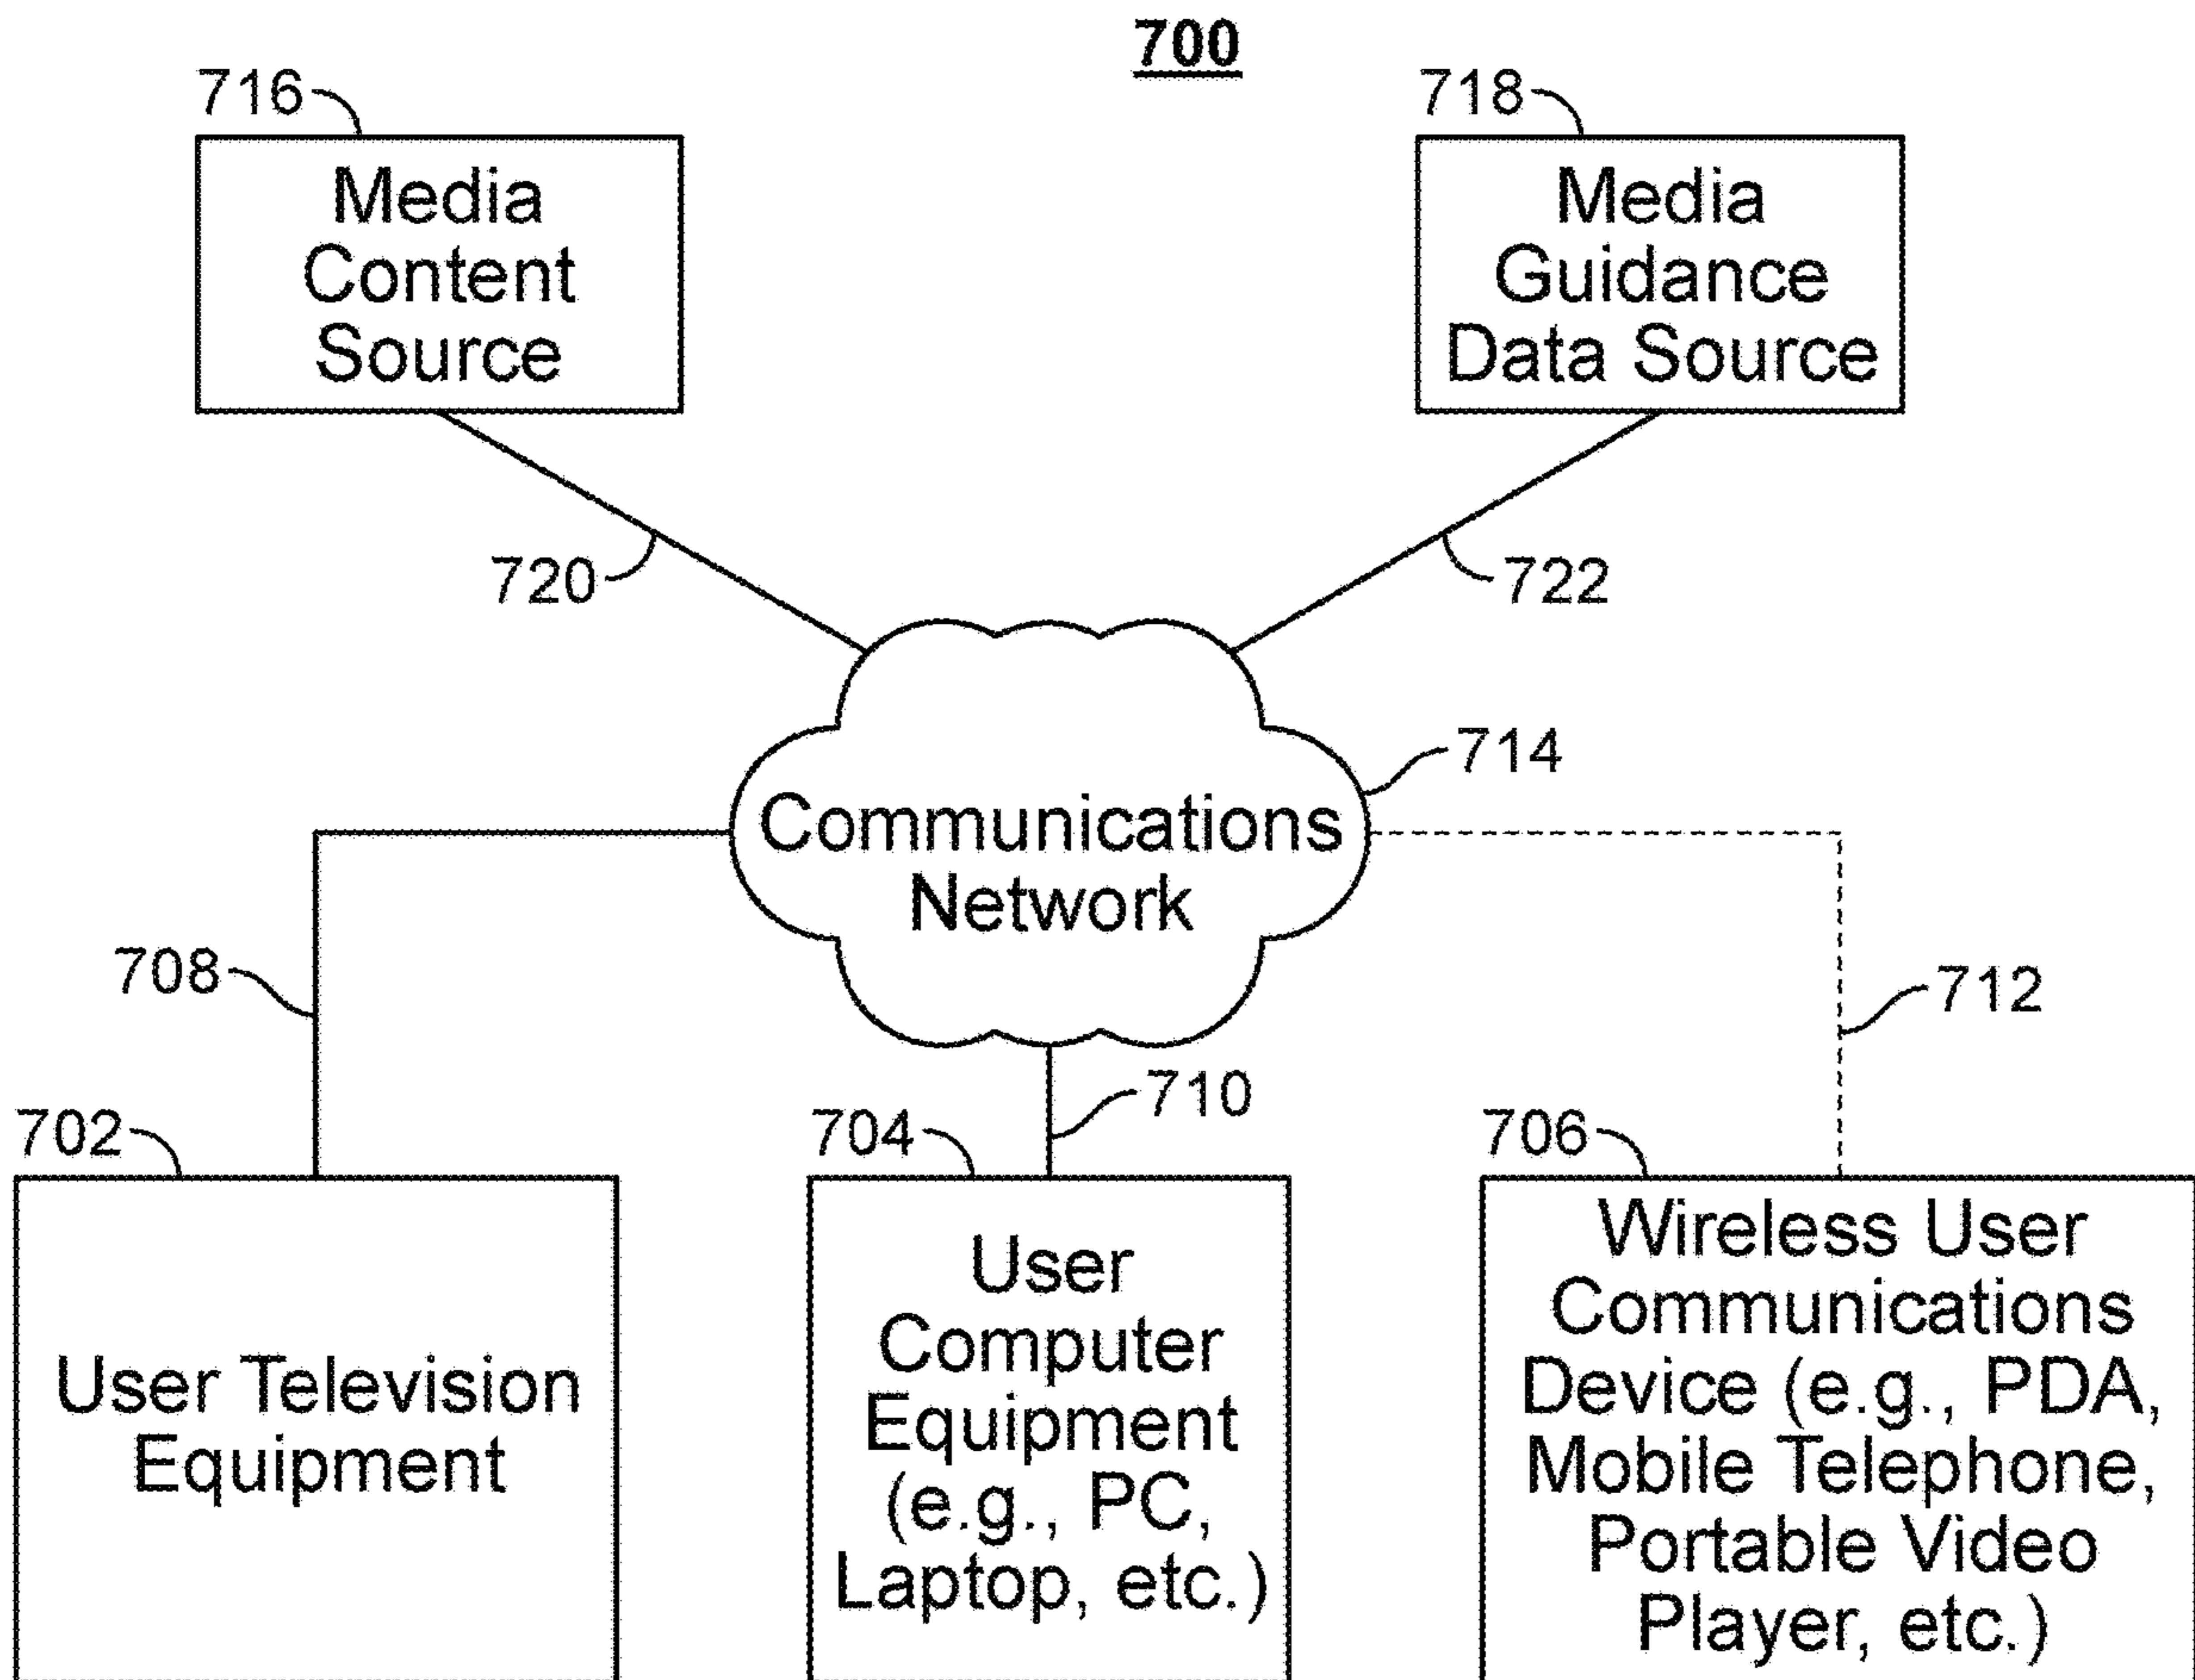 700
716
718
Media
Content
Source
Media
Guidance
Data Source
720
722
714
Communications
Network
708
712
710
702
704
706
User Television
Equipment
User
Computer
Equipment
(e.g., PC,
Laptop, etc.)
Wireless User
Communications
Device (e.g., PDA,
Mobile Telephone,
Portable Video
Player, etc.)